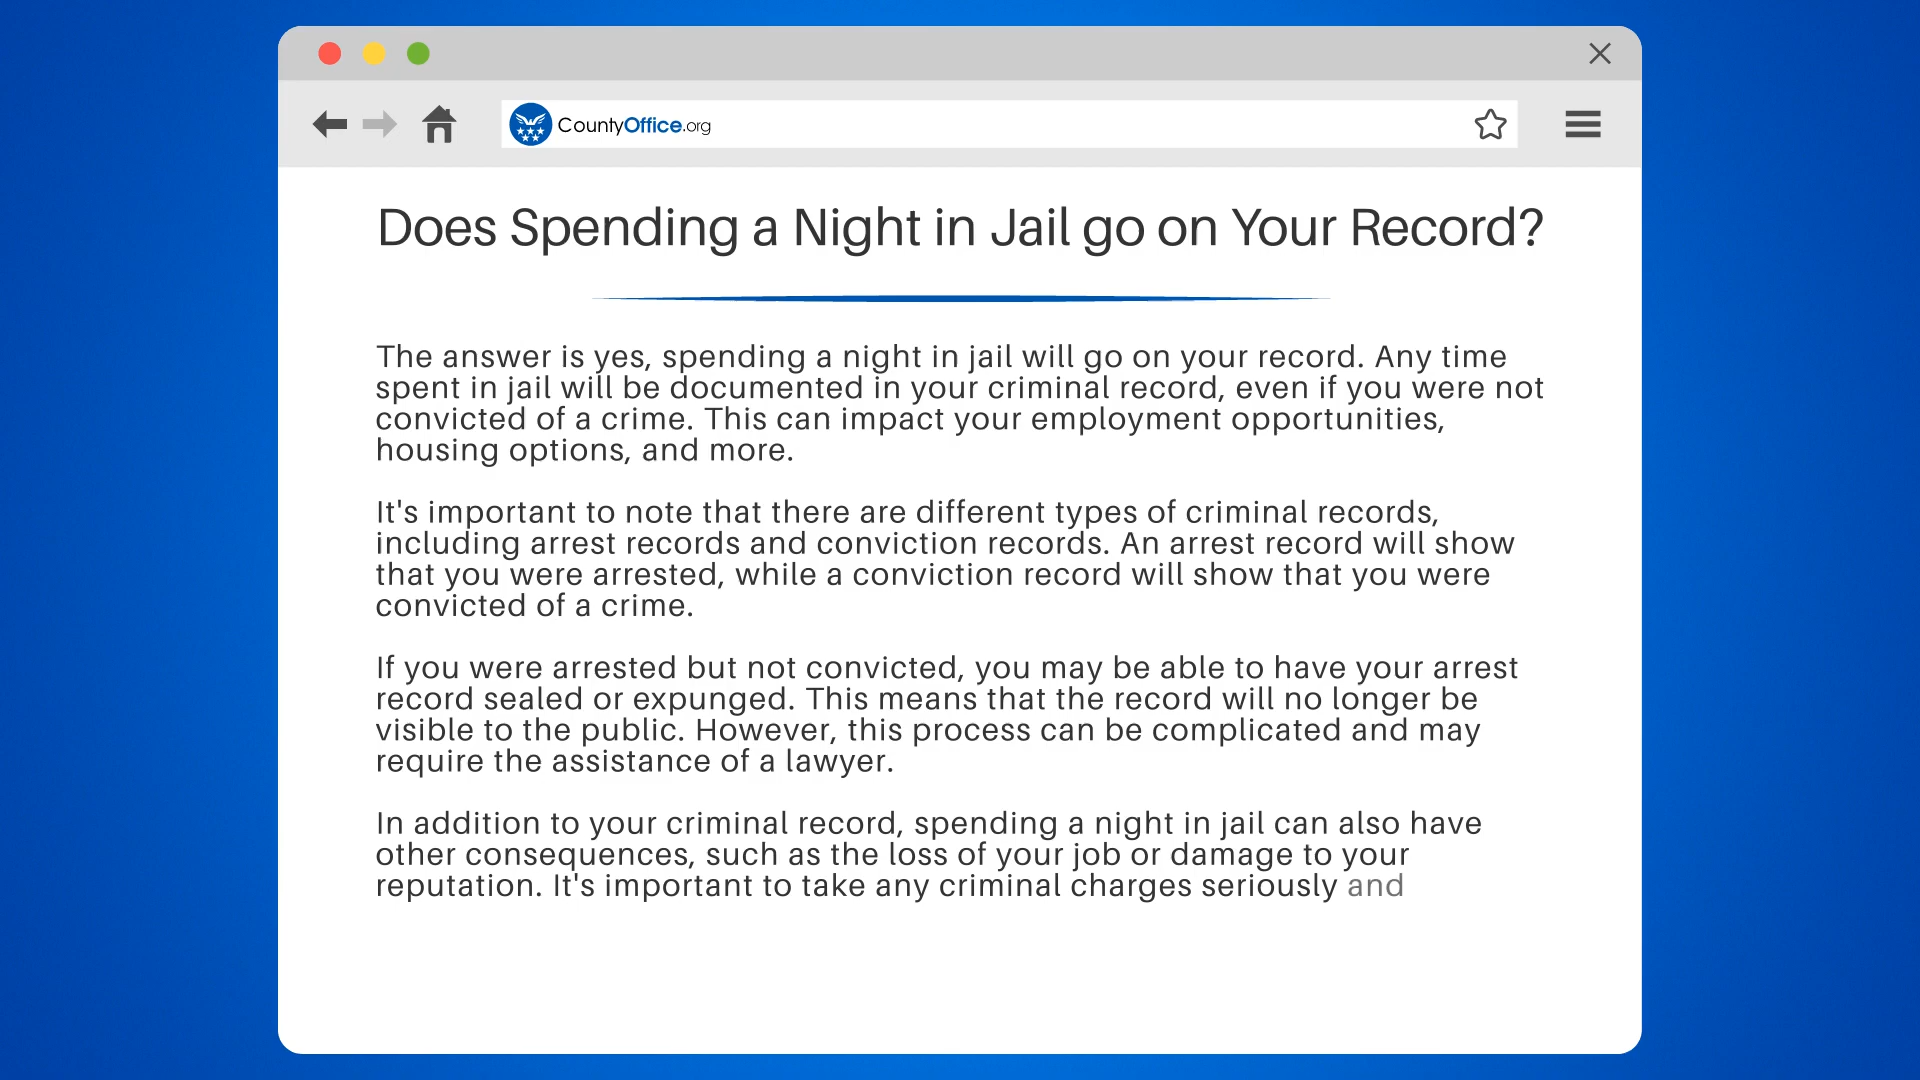 CountyOffice.org
Does Spending a Night in Jail go on Your Record?
The answer is yes, spending a night in jail will go on your record. Any time
spent in jail will be documented in your criminal record, even if you were not
convicted of a crime. This can impact your employment opportunities,
housing options, and more.
It's important to note that there are different types of criminal records,
including arrest records and conviction records. An arrest record will show
that you were arrested, while a conviction record will show that you were
convicted of a crime.
If you were arrested but not convicted, you may be able to have your arrest
record sealed or expunged. This means that the record will no longer be
visible to the public. However, this process can be complicated and may
require the assistance of a lawyer.
In addition to your criminal record, spending a night in jail can also have
other consequences, such as the loss of your job or damage to your
reputation. It's important to take any criminal charges seriously and